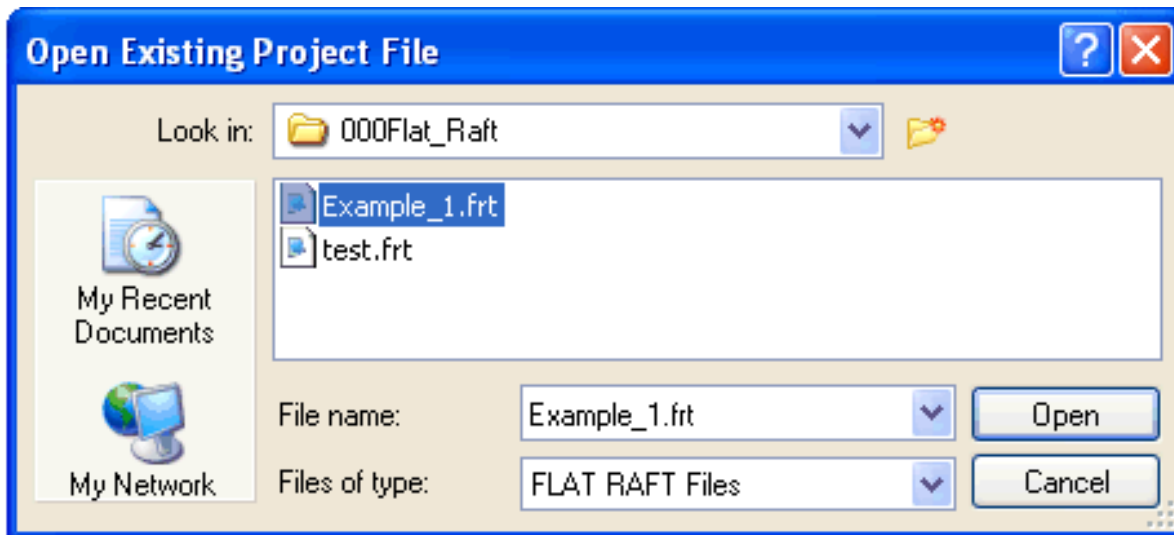 Open Existing Project File
Look in: 000Flat_Raft
Example_1.frt
test.frt
My Recent
Documents
My Network
File name: Example_1.frt Open
Files of type: FLAT RAFT Files Cancel